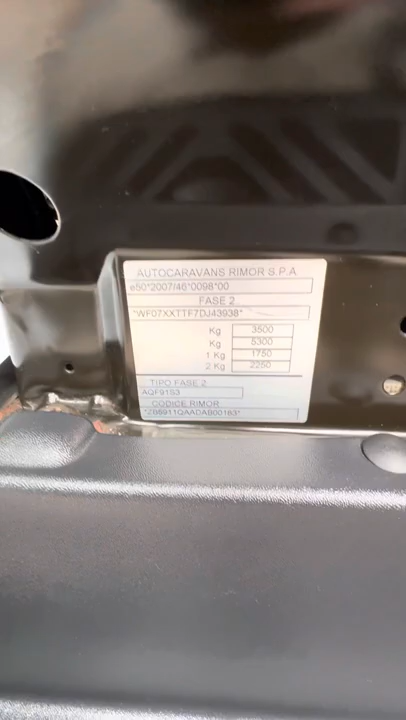 AUTOCARAVANS RIMOR S.P.A
e50*2007/46*0098*00
FASE 2
*WF07XXTTF7DJ43938*
Kg 3500
Kg 5300
1 Kg 1750
2 Kg 2250
TIPO FASE 2
AQF91S3
CODICE RIMOR